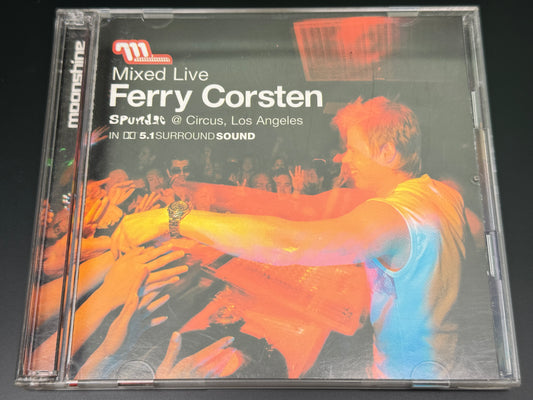 moonshine
Mixed Live
Ferry Corsten
SPUNDAE @ Circus, Los Angeles
IN 5.1 SURROUND SOUND